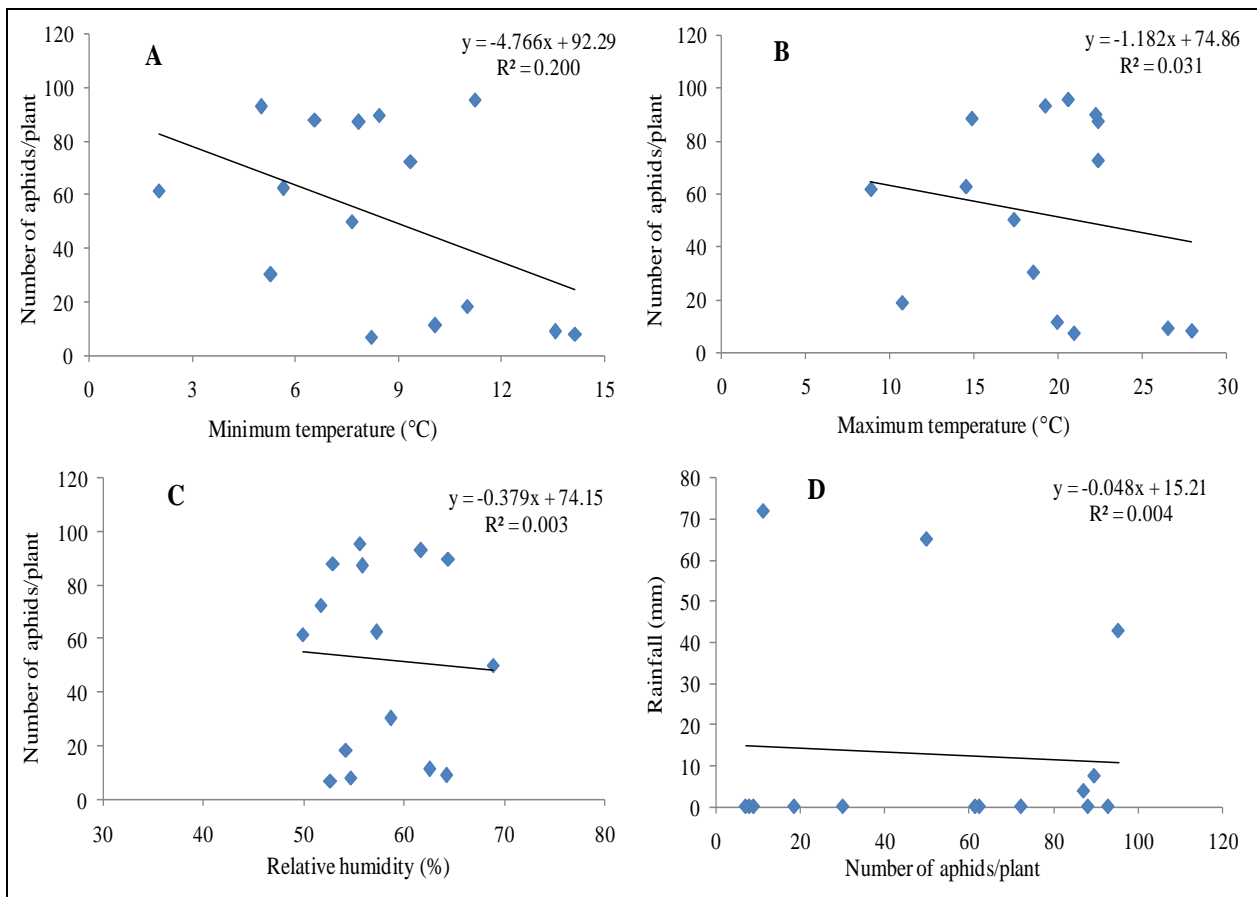 A
y = -4.766x + 92.29
R² = 0.200
Number of aphids/plant
120
100
80
60
40
20
0
0 3 6 9 12 15
Minimum temperature (°C)
B
y = -1.182x + 74.86
R² = 0.031
Number of aphids/plant
120
100
80
60
40
20
0
0 5 10 15 20 25 30
Maximum temperature (°C)
C
y = -0.379x + 74.15
R² = 0.003
Number of aphids/plant
120
100
80
60
40
20
0
30 40 50 60 70 80
Relative humidity (%)
D
y = -0.048x + 15.21
R² = 0.004
Rainfall (mm)
80
70
60
50
40
30
20
10
0
0 20 40 60 80 100 120
Number of aphids/plant